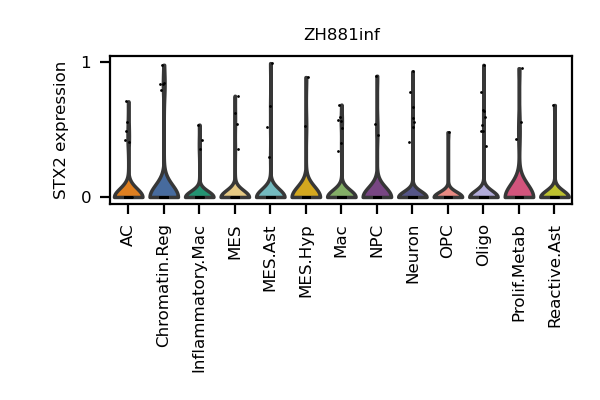 ZH881inf
STX2 expression
1
0
AC
Chromatin.Reg
Inflammatory.Mac
MES
MES.Ast
MES.Hyp
Mac
NPC
Neuron
OPC
Oligo
Prolif.Metab
Reactive.Ast